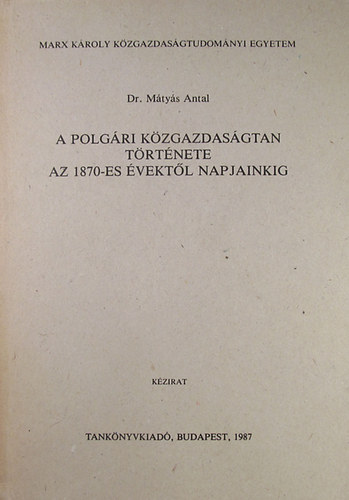 MARX KÁROLY KÖZGAZDASÁGTUDOMÁNYI EGYETEM
Dr. Mátyás Antal
A POLGÁRI KÖZGAZDASÁGTAN
TÖRTÉNETE
AZ 1870-ES ÉVEKTŐL NAPJAINKIG
KÉZIRAT
TANKÖNYVKIADÓ, BUDAPEST, 1987